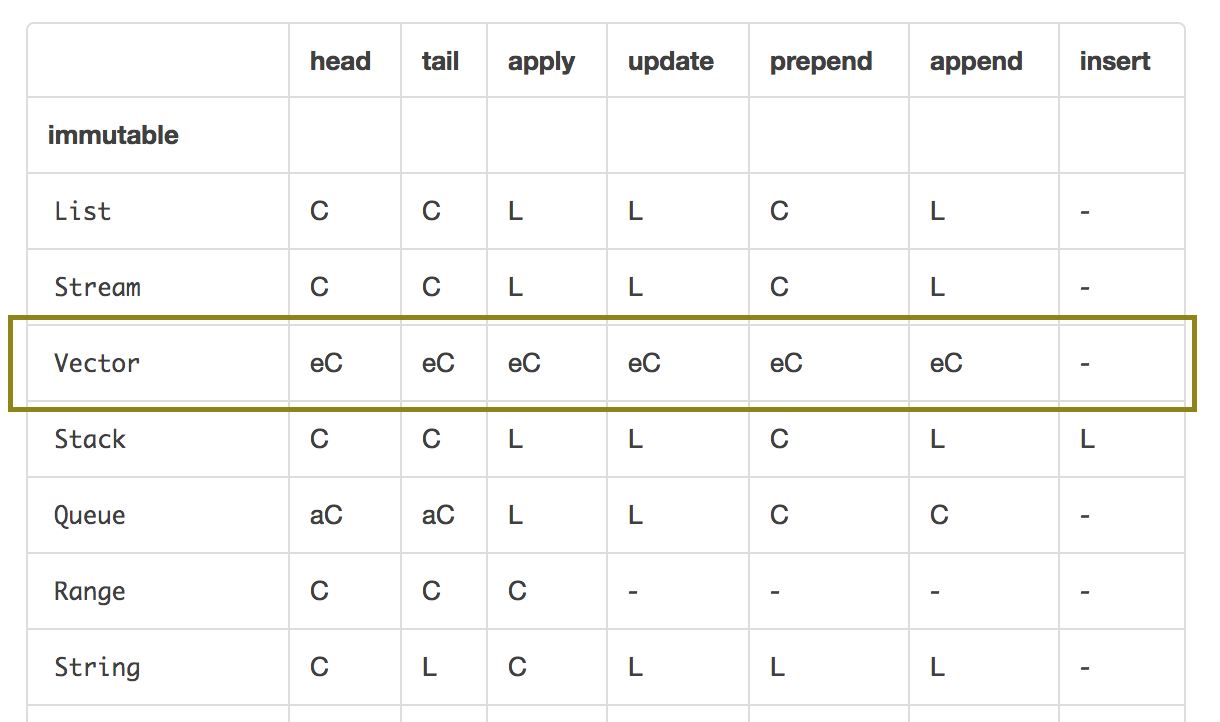 head tail apply update prepend append insert
immutable
List C C L L C L -
Stream C C L L C L -
Vector eC eC eC eC eC eC -
Stack C C L L C L L
Queue aC aC L L C C -
Range C C C - - - -
String C L C L L L -